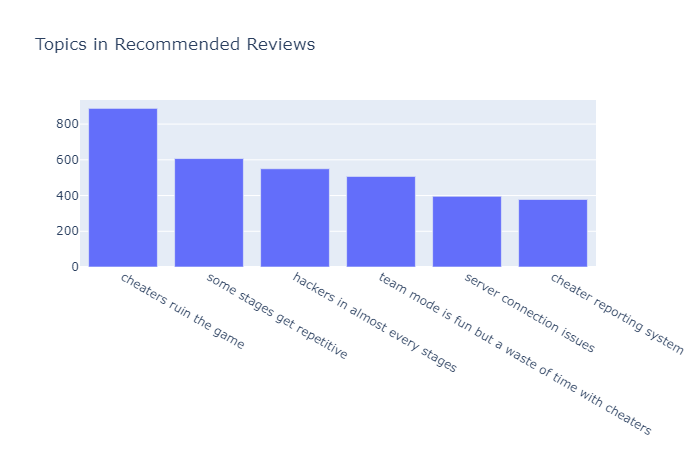 Topics in Recommended Reviews
800
600
400
200
0
cheaters ruin the game
some stages get repetitive
hackers in almost every stages
team mode is fun but a waste of time with cheaters
server connection issues
cheater reporting system